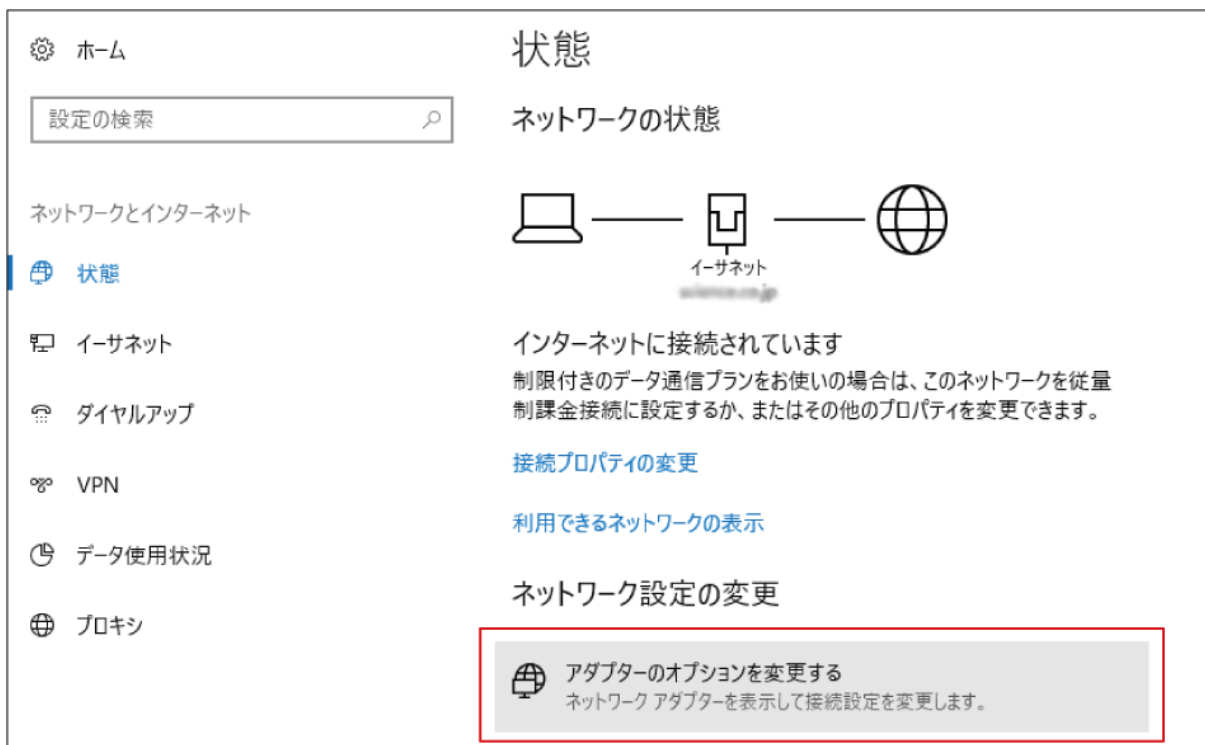 ホーム
設定の検索
ネットワークとインターネット
状態
イーサネット
ダイヤルアップ
VPN
データ使用状況
プロキシ
状態
ネットワークの状態
イーサネット
インターネットに接続されています
制限付きのデータ通信プランをお使いの場合は、このネットワークを従量
制課金接続に設定するか、またはその他のプロパティを変更できます。
接続プロパティの変更
利用できるネットワークの表示
ネットワーク設定の変更
アダプターのオプションを変更する
ネットワーク アダプターを表示して接続設定を変更します。